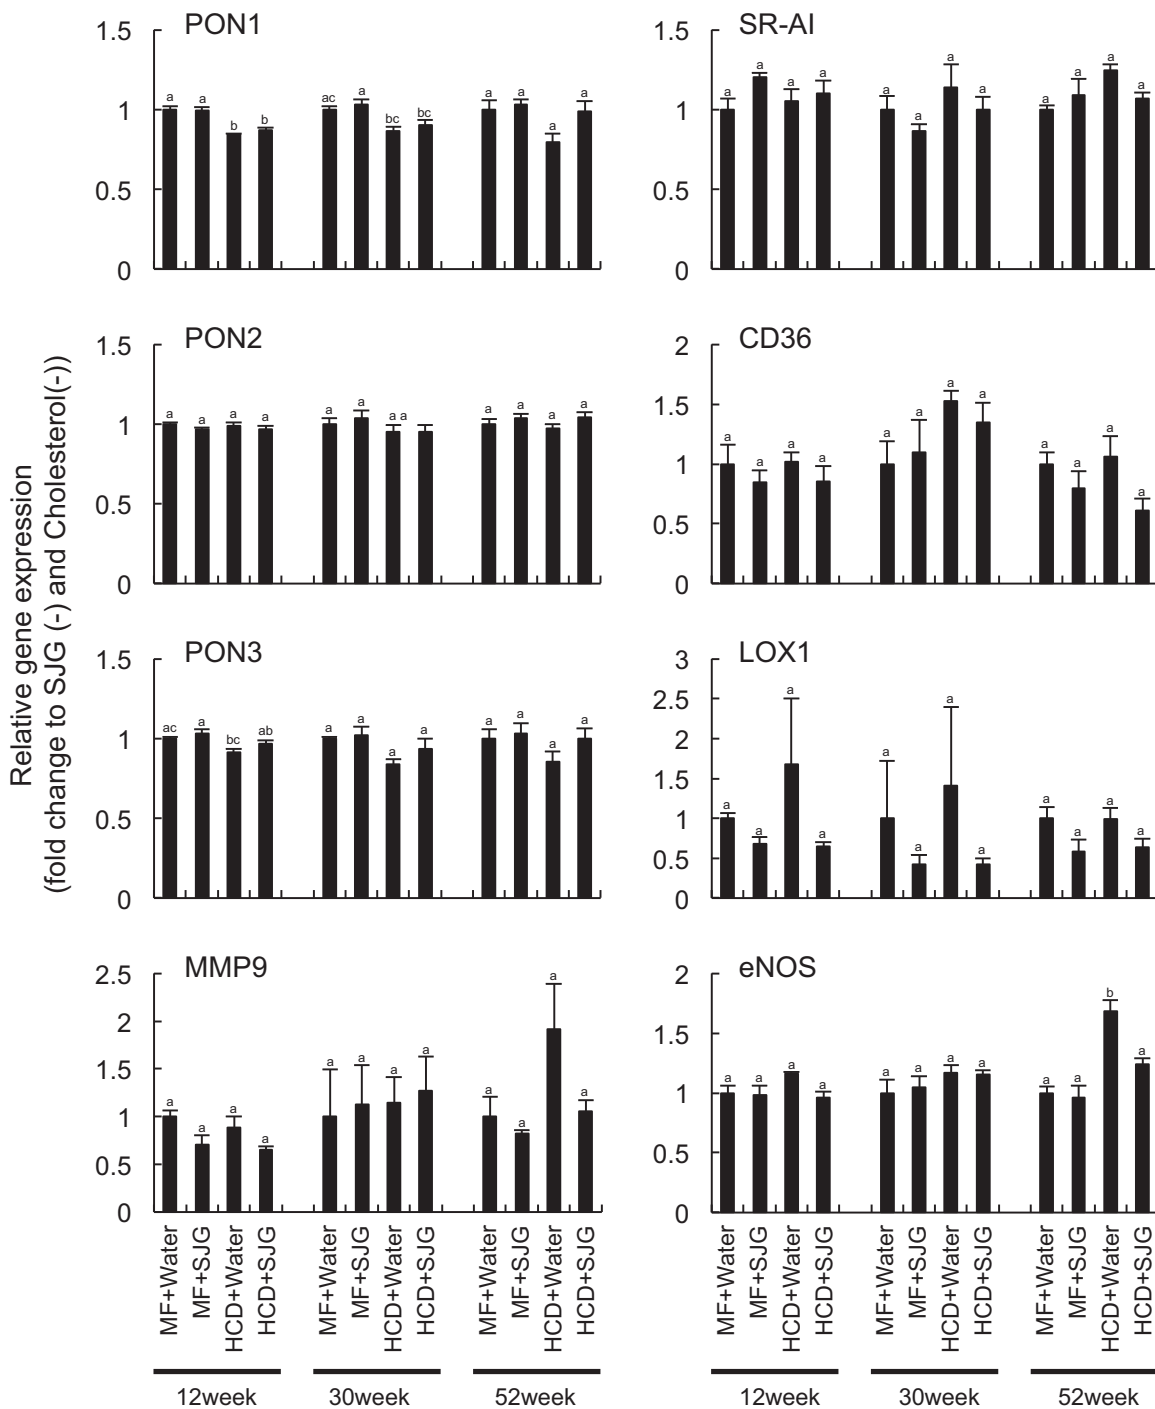 Relative gene expression
(fold change to SJG (-) and Cholesterol(-))
PON1
1.5
1
0.5
0
a a b b
ac a bc bc
a a a a
SR-AI
1.5
1
0.5
0
a a a a
a a a a
a a a a
PON2
1.5
1
0.5
0
a a a a
a a a a
a a a a
CD36
2
1.5
1
0.5
0
a a a a
a a a a
a a a a
PON3
1.5
1
0.5
0
ac a bc ab
a a a a
a a a a
LOX1
3
2.5
2
1.5
1
0.5
0
a a a a
a a a a
a a a a
MMP9
2.5
2
1.5
1
0.5
0
a a a a
a a a a
a a a a
eNOS
2
1.5
1
0.5
0
a a a a
a a a a
a a b a
MF+Water
MF+SJG
HCD+Water
HCD+SJG
MF+Water
MF+SJG
HCD+Water
HCD+SJG
MF+Water
MF+SJG
HCD+Water
HCD+SJG
12week
30week
52week
MF+Water
MF+SJG
HCD+Water
HCD+SJG
MF+Water
MF+SJG
HCD+Water
HCD+SJG
MF+Water
MF+SJG
HCD+Water
HCD+SJG
12week
30week
52week